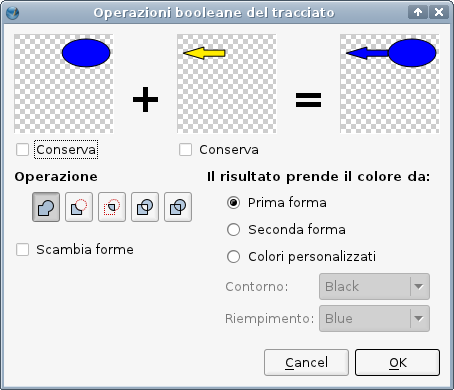 Operazioni booleane del tracciato
Conserva
Conserva
Operazione
Scambia forme
Il risultato prende il colore da:
Prima forma
Seconda forma
Colori personalizzati
Contorno: Black
Riempimento: Blue
Cancel OK